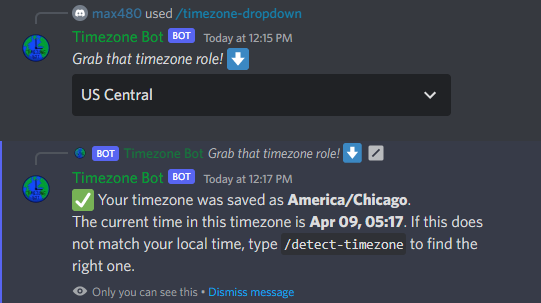 max480 used /timezone-dropdown
Timezone Bot BOT Today at 12:15 PM
Grab that timezone role! ⬇️
US Central
BOT Timezone Bot Grab that timezone role! ⬇️
Timezone Bot BOT Today at 12:17 PM
✅ Your timezone was saved as America/Chicago.
The current time in this timezone is Apr 09, 05:17. If this does
not match your local time, type /detect-timezone to find the
right one.
Only you can see this • Dismiss message